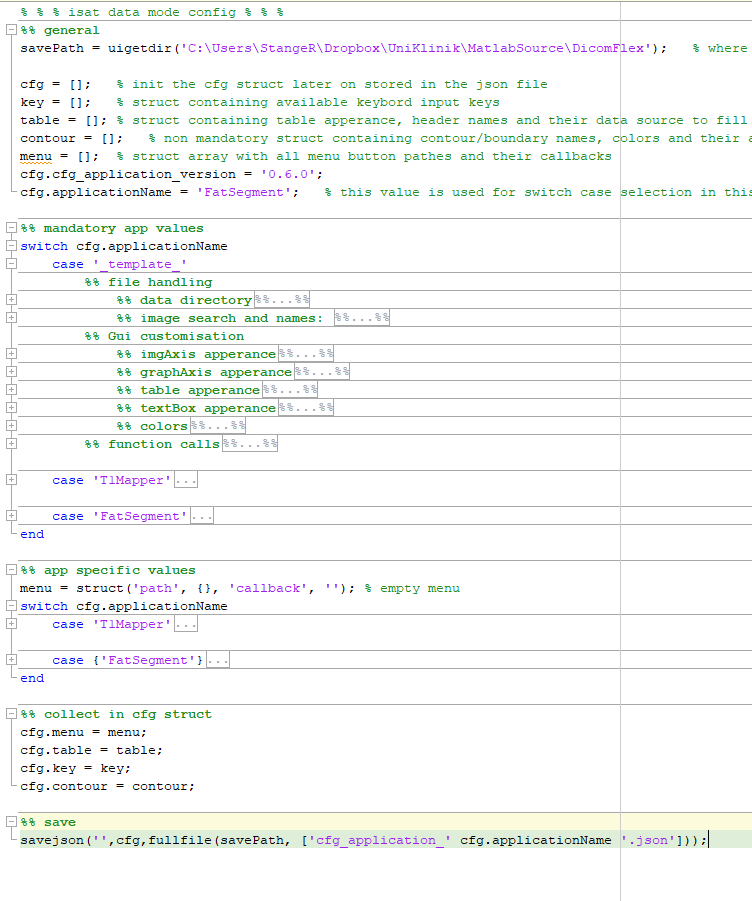 % % % isat data mode config % % %
%% general
savePath = uigetdir('C:\Users\StangeR\Dropbox\UniKlinik\MatlabSource\DicomFlex');   % where
cfg = [];   % init the cfg struct later on stored in the json file
key = [];   % struct containing available keybord input keys
table = []; % struct containing table apperance, header names and their data source to fill
contour = [];   % non mandatory struct containing contour/boundary names, colors and their a
menu = [];  % struct array with all menu button pathes and their callbacks
cfg.cfg_application_version = '0.6.0';
cfg.applicationName = 'FatSegment';   % this value is used for switch case selection in this
%% mandatory app values
switch cfg.applicationName
case '_template_'
%% file handling
%% data directory%%...%%
%% image search and names: %%...%%
%% Gui customisation
%% imgAxis apperance%%...%%
%% graphAxis apperance%%...%%
%% table apperance%%...%%
%% textBox apperance%%...%%
%% colors%%...%%
%% function calls%%...%%
case 'T1Mapper'...
case 'FatSegment'...
end
%% app specific values
menu = struct('path', {}, 'callback', ''); % empty menu
switch cfg.applicationName
case 'T1Mapper'...
case {'FatSegment'}...
end
%% collect in cfg struct
cfg.menu = menu;
cfg.table = table;
cfg.key = key;
cfg.contour = contour;
%% save
savejson('',cfg,fullfile(savePath, ['cfg_application_' cfg.applicationName '.json']));